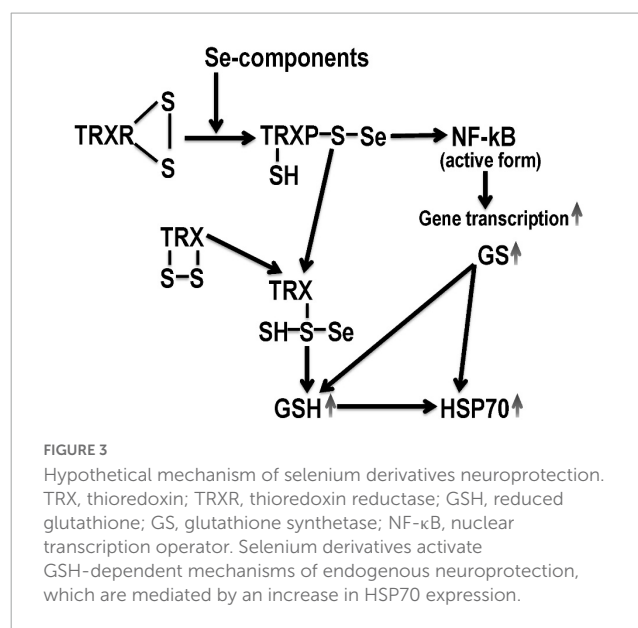 Se-components
S
TRXR
S
TRXP-S-Se
SH
NF-kB
(active form)
Gene transcription
TRX
S-S
GS
TRX
SH-S-Se
GSH
HSP70
FIGURE 3
Hypothetical mechanism of selenium derivatives neuroprotection.
TRX, thioredoxin; TRXR, thioredoxin reductase; GSH, reduced
glutathione; GS, glutathione synthetase; NF-κB, nuclear
transcription operator. Selenium derivatives activate
GSH-dependent mechanisms of endogenous neuroprotection,
which are mediated by an increase in HSP70 expression.